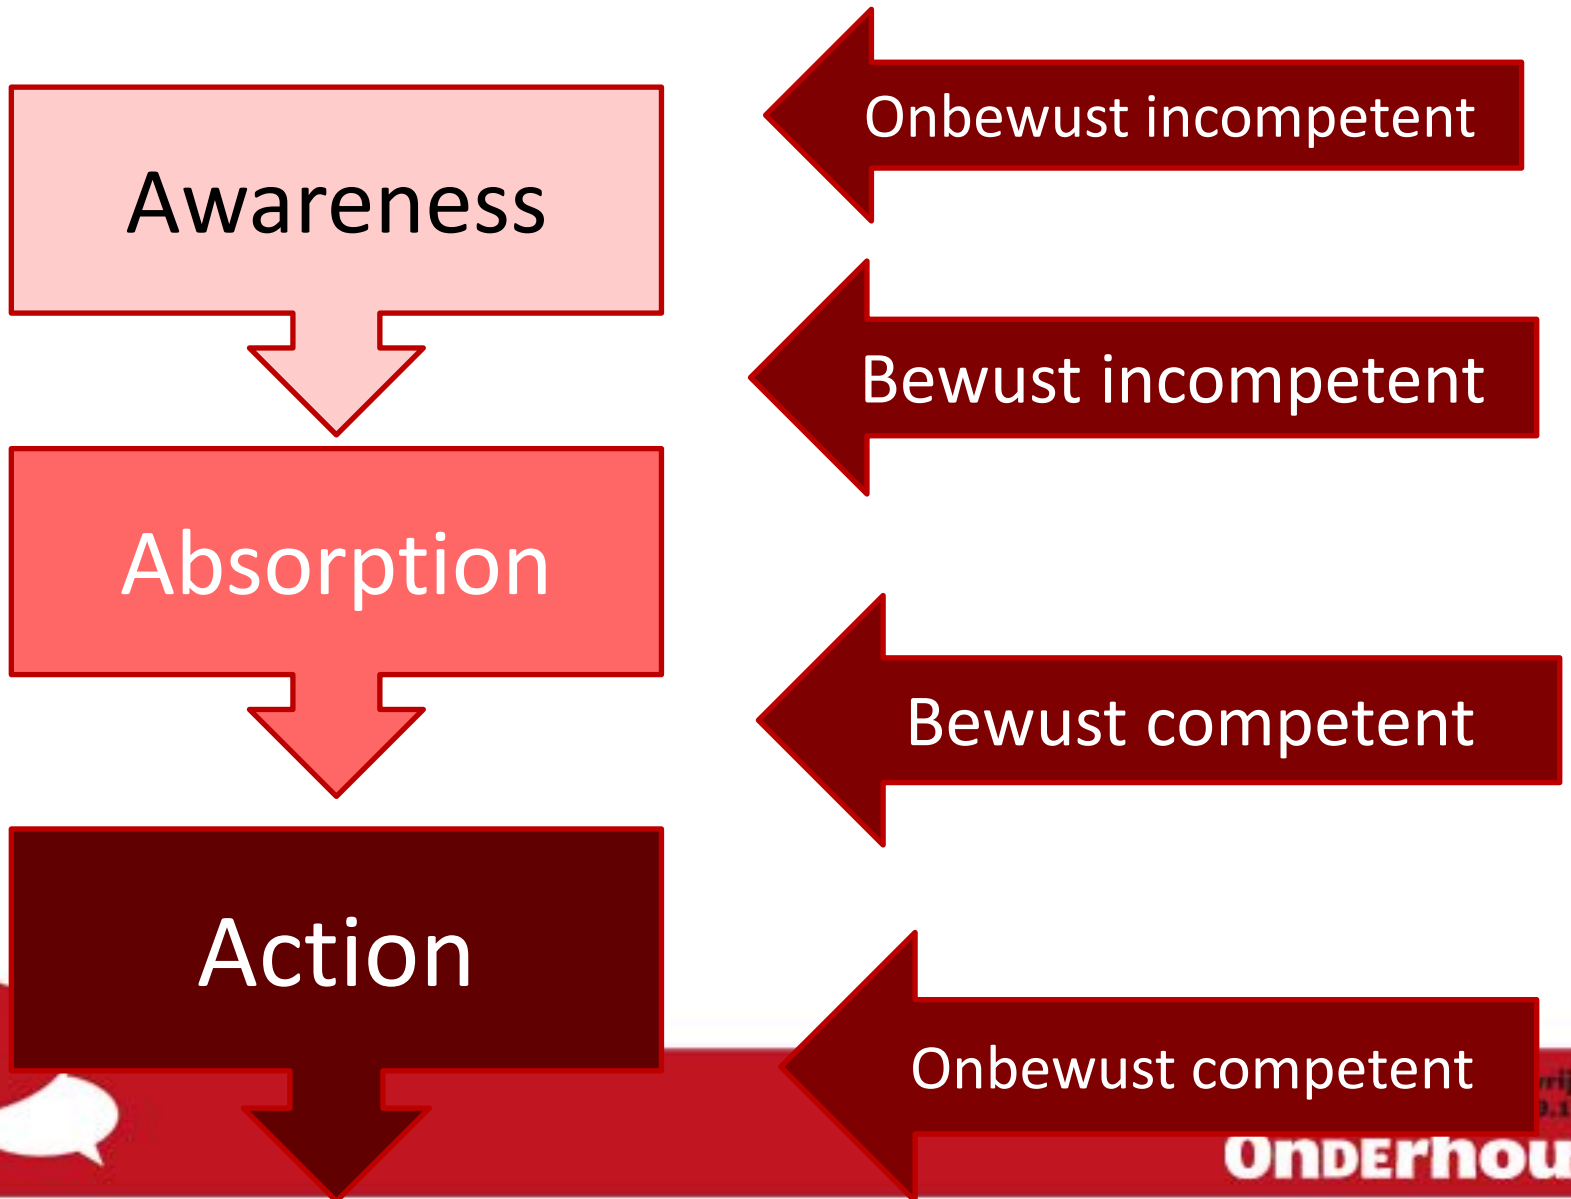 Awareness
Onbewust incompetent
Bewust incompetent
Absorption
Bewust competent
Action
Onbewust competent
OnDErhou